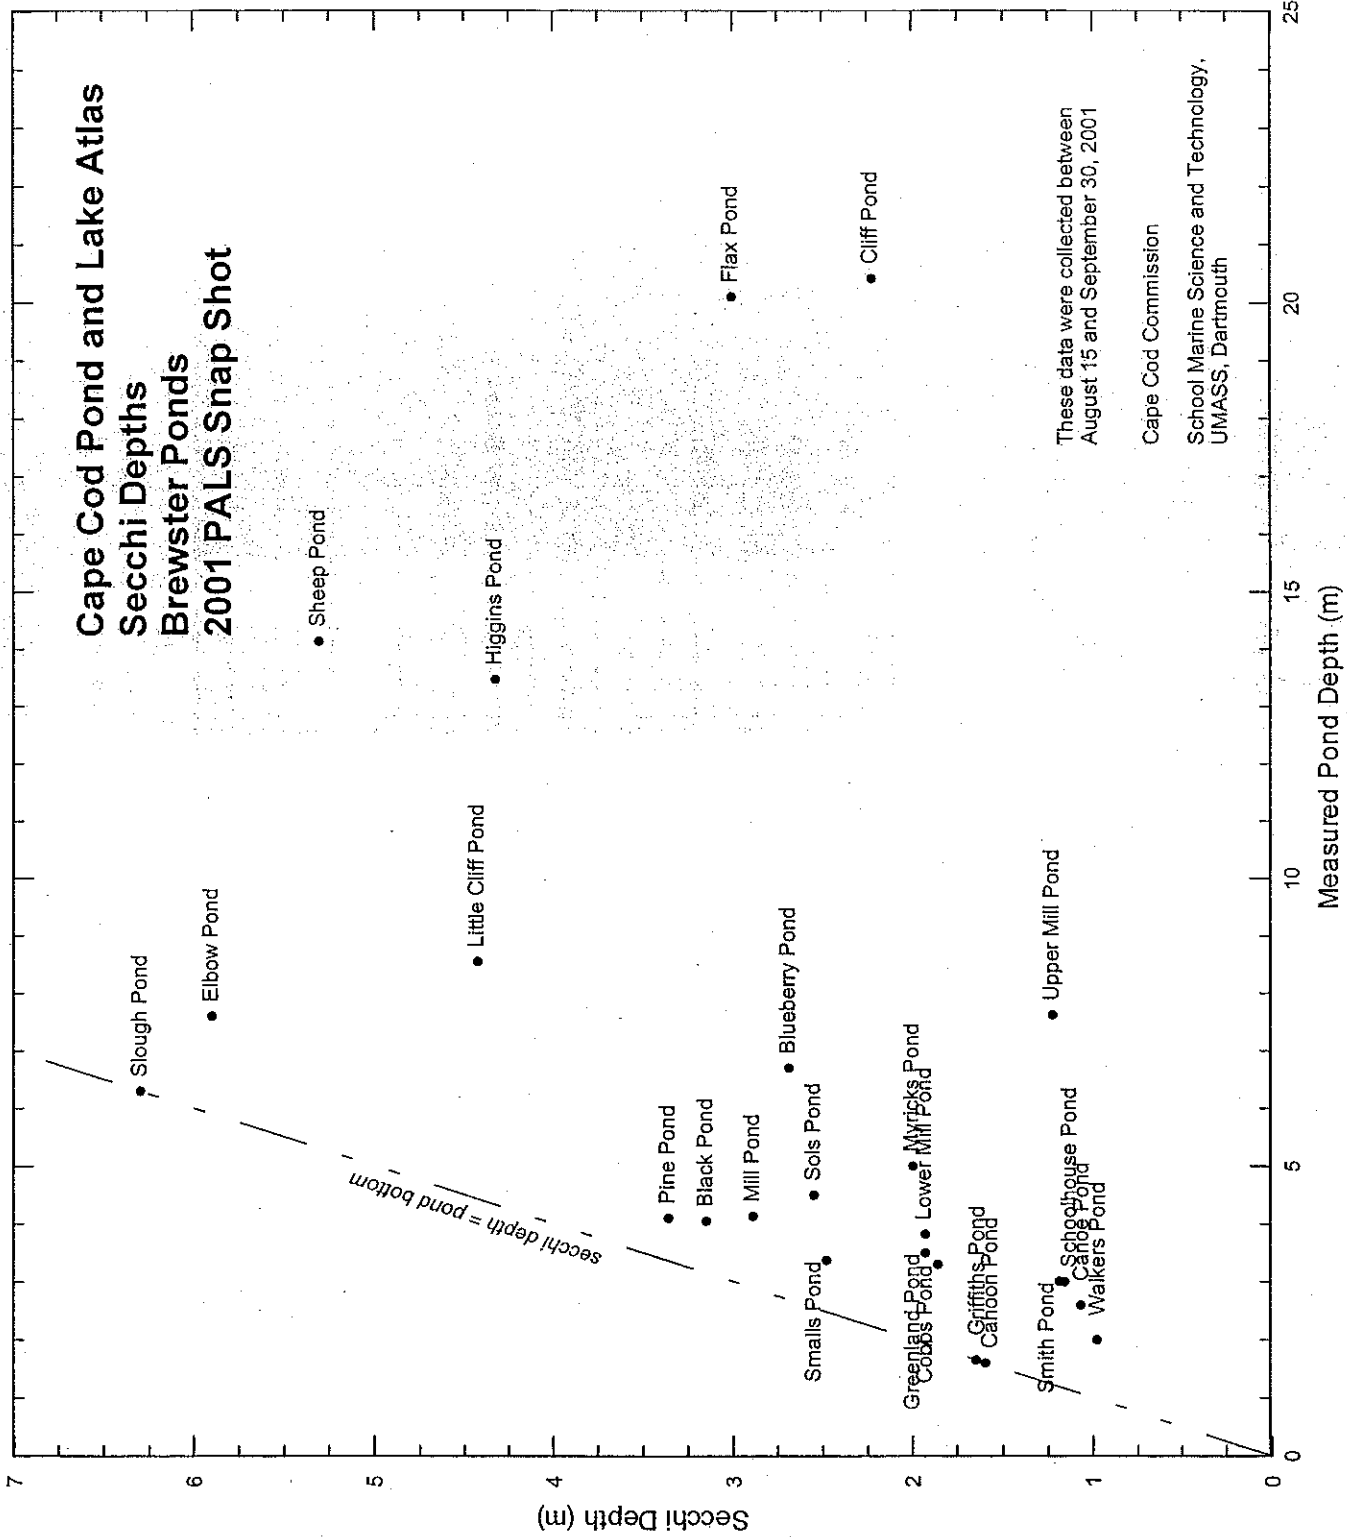 Cape Cod Pond and Lake Atlas
Secchi Depths
Brewster Ponds
2001 PALS Snap Shot
Secchi Depth (m)
7
6
5
4
3
2
1
0
Slough Pond
Elbow Pond
Sheep Pond
Little Cliff Pond
Higgins Pond
secchi depth = pond bottom
Pine Pond
Black Pond
Flax Pond
Mill Pond
Blueberry Pond
Sols Pond
Smalls Pond
Cliff Pond
Myricks Pond
Lower Mill Pond
Greenland Pond
Cobbs Pond
Griffiths Pond
Cahoon Pond
Upper Mill Pond
Smith Pond
Schoolhouse Pond
Canoe Pond
Walkers Pond
These data were collected between
August 15 and September 30, 2001
Cape Cod Commission
School Marine Science and Technology,
UMASS, Dartmouth
0
5
10
15
20
25
Measured Pond Depth (m)